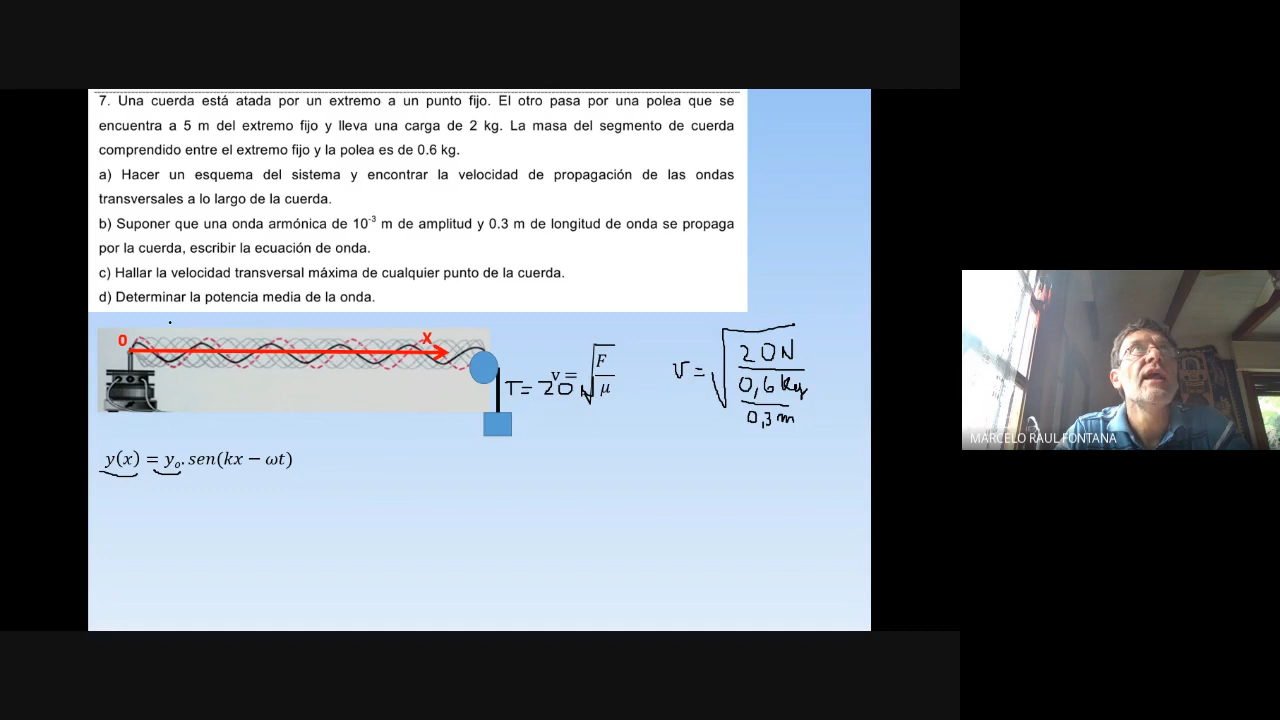 7. Una cuerda está atada por un extremo a un punto fijo. El otro pasa por una polea que se
encuentra a 5 m del extremo fijo y lleva una carga de 2 kg. La masa del segmento de cuerda
comprendido entre el extremo fijo y la polea es de 0.6 kg.
a) Hacer un esquema del sistema y encontrar la velocidad de propagación de las ondas
transversales a lo largo de la cuerda.
b) Suponer que una onda armónica de 10⁻³ m de amplitud y 0.3 m de longitud de onda se propaga
por la cuerda, escribir la ecuación de onda.
c) Hallar la velocidad transversal máxima de cualquier punto de la cuerda.
d) Determinar la potencia media de la onda.
0 X
T = 20 N
v = √(F/μ)
v = √(20N / (0,6 kg / 0,3 m))
y(x) = yₒ.sen(kx − ωt)
MARCELO RAUL FONTANA